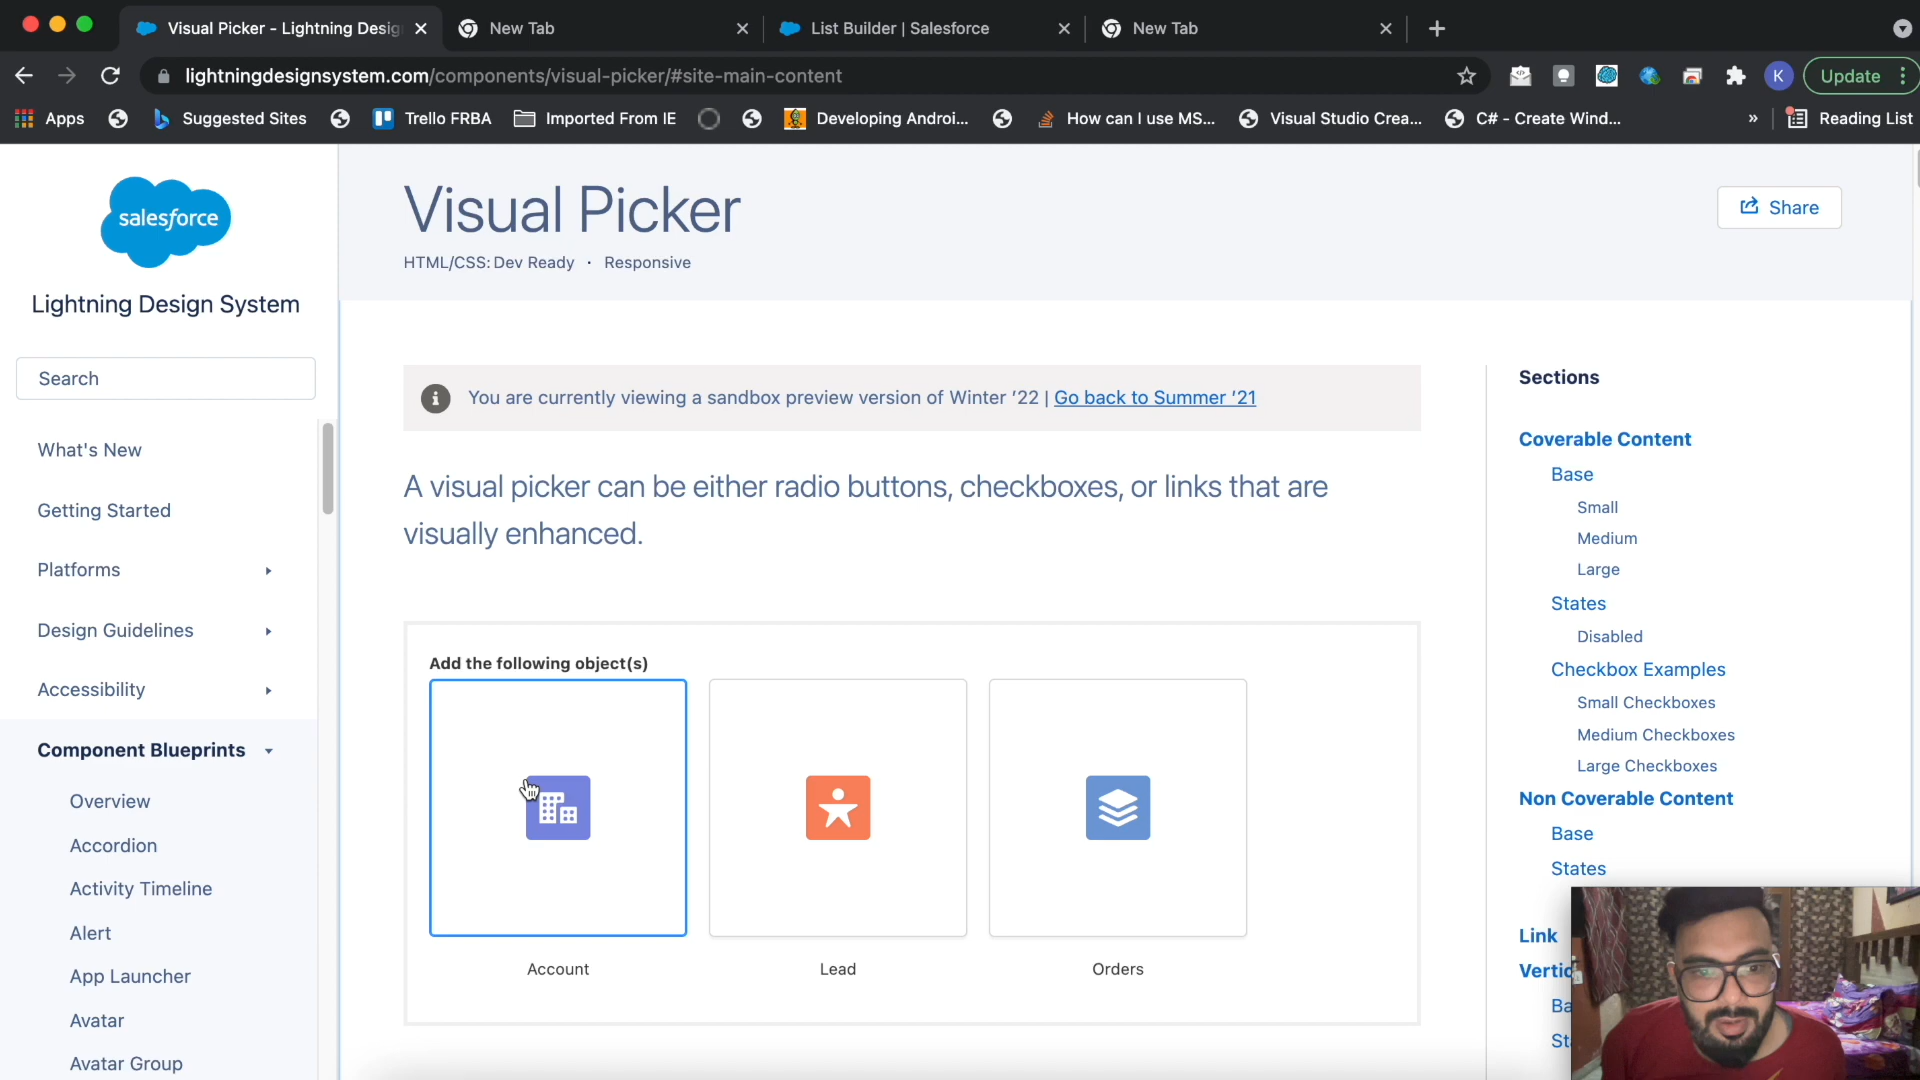 Visual Picker - Lightning Desig
New Tab
List Builder | Salesforce
New Tab
lightningdesignsystem.com/components/visual-picker/#site-main-content
K
Update
Apps
Suggested Sites
Trello FRBA
Imported From IE
Developing Androi...
How can I use MS...
Visual Studio Crea...
C# - Create Wind...
»
Reading List
salesforce
Lightning Design System
Search
What's New
Getting Started
Platforms
Design Guidelines
Accessibility
Component Blueprints
Overview
Accordion
Activity Timeline
Alert
App Launcher
Avatar
Avatar Group
Visual Picker
HTML/CSS: Dev Ready · Responsive
Share
You are currently viewing a sandbox preview version of Winter ’22 | Go back to Summer ’21
A visual picker can be either radio buttons, checkboxes, or links that are
visually enhanced.
Add the following object(s)
Account
Lead
Orders
Sections
Coverable Content
Base
Small
Medium
Large
States
Disabled
Checkbox Examples
Small Checkboxes
Medium Checkboxes
Large Checkboxes
Non Coverable Content
Base
States
Link